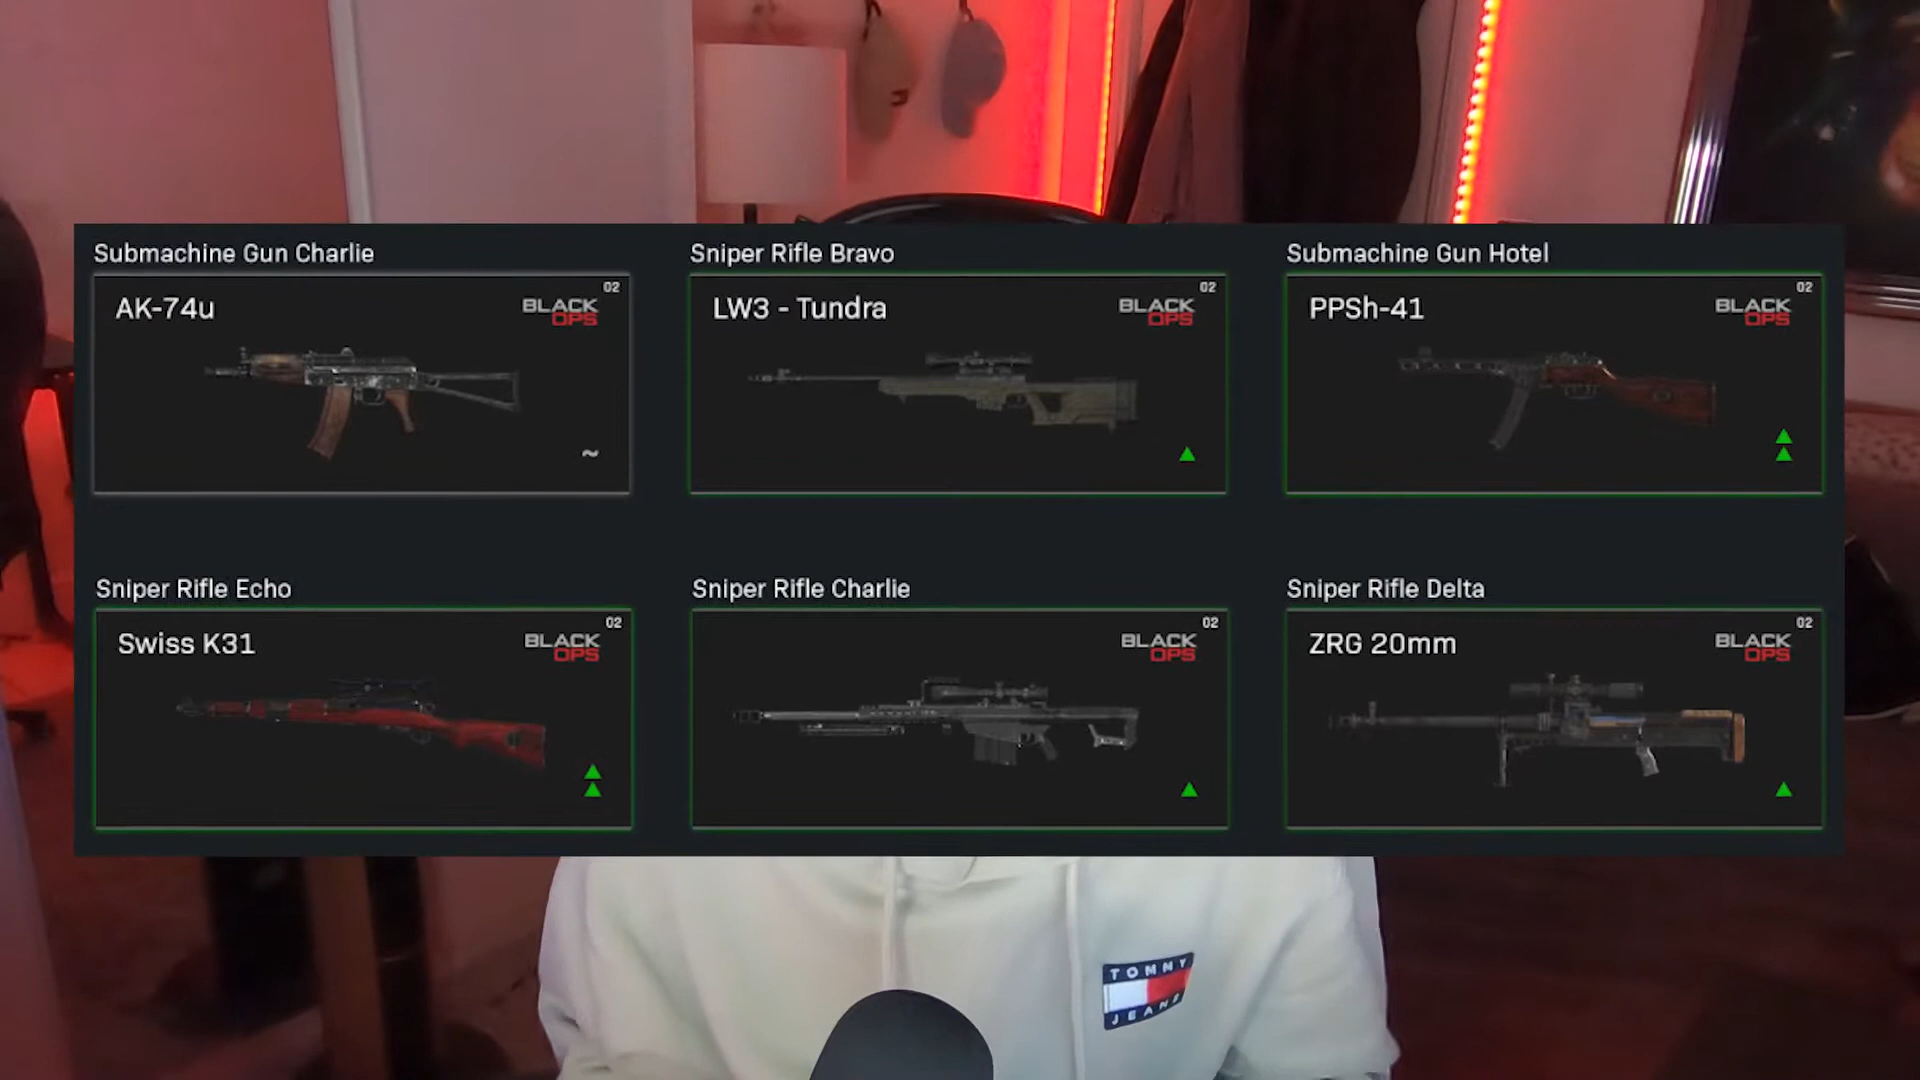 Submachine Gun Charlie
AK-74u
BLACK OPS
02
~
Sniper Rifle Bravo
LW3 - Tundra
BLACK OPS
02
Submachine Gun Hotel
PPSh-41
BLACK OPS
02
Sniper Rifle Echo
Swiss K31
BLACK OPS
02
Sniper Rifle Charlie
BLACK OPS
02
Sniper Rifle Delta
ZRG 20mm
BLACK OPS
02
TOMMY
JEANS